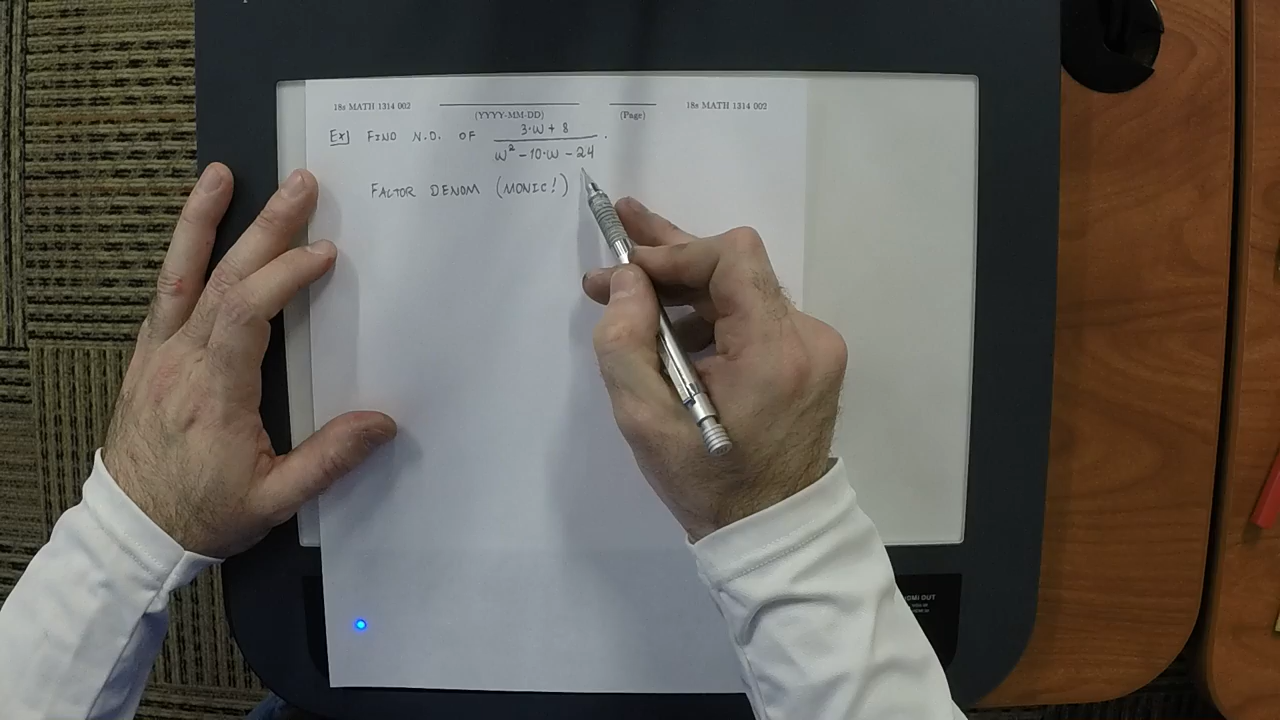 18s MATH 1314 002 18s MATH 1314 002
(YYYY-MM-DD) (Page)
Ex FIND N.D. OF 3·W + 8 / W² - 10·W - 24 .
FACTOR DENOM (MONIC!)